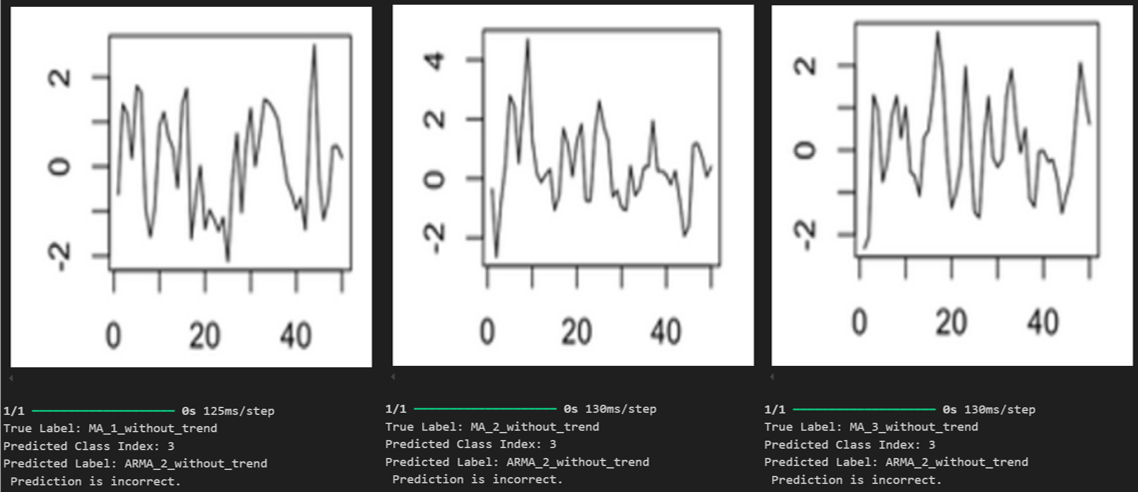 2
0
-2
0
20
40
1/1 ━━━━━━━━━━━━━━━━━━━━ 0s 125ms/step
True Label: MA_1_without_trend
Predicted Class Index: 3
Predicted Label: ARMA_2_without_trend
Prediction is incorrect.
4
2
0
-2
0
20
40
1/1 ━━━━━━━━━━━━━━━━━━━━ 0s 130ms/step
True Label: MA_2_without_trend
Predicted Class Index: 3
Predicted Label: ARMA_2_without_trend
Prediction is incorrect.
2
0
-2
0
20
40
1/1 ━━━━━━━━━━━━━━━━━━━━ 0s 130ms/step
True Label: MA_3_without_trend
Predicted Class Index: 3
Predicted Label: ARMA_2_without_trend
Prediction is incorrect.